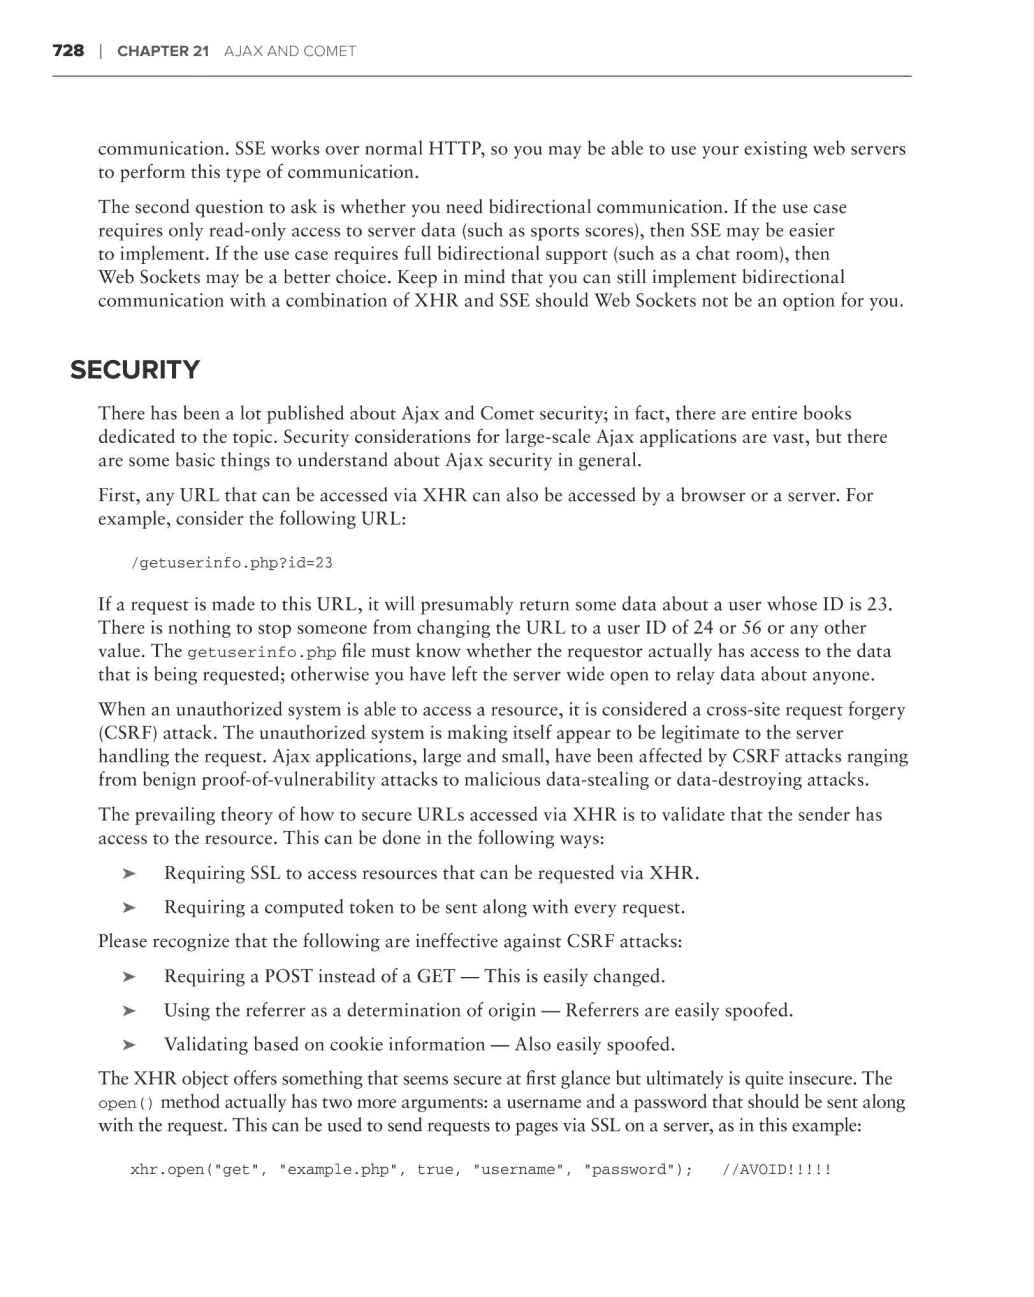 728 | CHAPTER 21 AJAX AND COMET
communication. SSE works over normal HTTP, so you may be able to use your existing web servers
to perform this type of communication.
The second question to ask is whether you need bidirectional communication. If the use case
requires only read-only access to server data (such as sports scores), then SSE may be easier
to implement. If the use case requires full bidirectional support (such as a chat room), then
Web Sockets may be a better choice. Keep in mind that you can still implement bidirectional
communication with a combination of XHR and SSE should Web Sockets not be an option for you.
SECURITY
There has been a lot published about Ajax and Comet security; in fact, there are entire books
dedicated to the topic. Security considerations for large-scale Ajax applications are vast, but there
are some basic things to understand about Ajax security in general.
First, any URL that can be accessed via XHR can also be accessed by a browser or a server. For
example, consider the following URL:
/getuserinfo.php?id=23
If a request is made to this URL, it will presumably return some data about a user whose ID is 23.
There is nothing to stop someone from changing the URL to a user ID of 24 or 56 or any other
value. The getuserinfo.php file must know whether the requestor actually has access to the data
that is being requested; otherwise you have left the server wide open to relay data about anyone.
When an unauthorized system is able to access a resource, it is considered a cross-site request forgery
(CSRF) attack. The unauthorized system is making itself appear to be legitimate to the server
handling the request. Ajax applications, large and small, have been affected by CSRF attacks ranging
from benign proof-of-vulnerability attacks to malicious data-stealing or data-destroying attacks.
The prevailing theory of how to secure URLs accessed via XHR is to validate that the sender has
access to the resource. This can be done in the following ways:
➤ Requiring SSL to access resources that can be requested via XHR.
➤ Requiring a computed token to be sent along with every request.
Please recognize that the following are ineffective against CSRF attacks:
➤ Requiring a POST instead of a GET — This is easily changed.
➤ Using the referrer as a determination of origin — Referrers are easily spoofed.
➤ Validating based on cookie information — Also easily spoofed.
The XHR object offers something that seems secure at first glance but ultimately is quite insecure. The
open() method actually has two more arguments: a username and a password that should be sent along
with the request. This can be used to send requests to pages via SSL on a server, as in this example:
xhr.open("get", "example.php", true, "username", "password"); //AVOID!!!!!